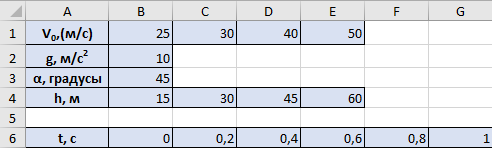 A B C D E F G
1 V₀,(м/с) 25 30 40 50
2 g, м/с² 10
3 α, градусы 45
4 h, м 15 30 45 60
5
6 t, с 0 0,2 0,4 0,6 0,8 1